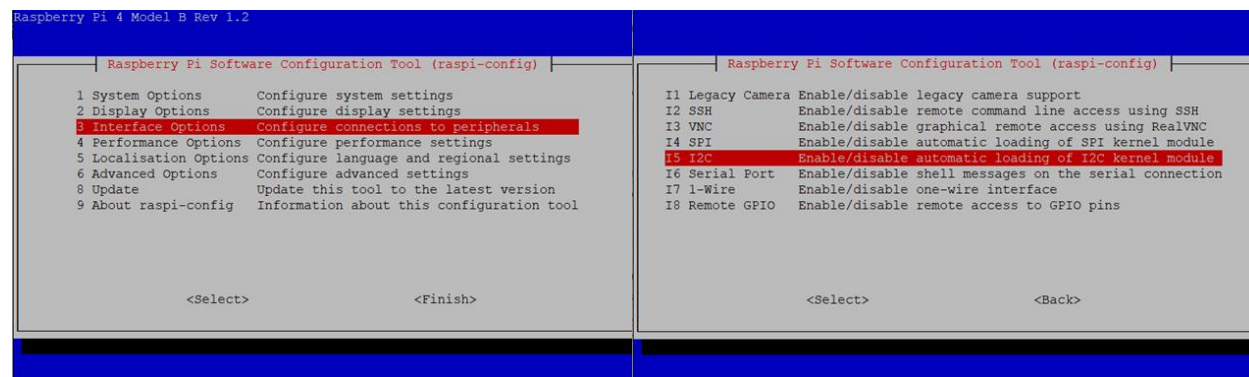 Raspberry Pi 4 Model B Rev 1.2
Raspberry Pi Software Configuration Tool (raspi-config)
1 System Options Configure system settings
2 Display Options Configure display settings
3 Interface Options Configure connections to peripherals
4 Performance Options Configure performance settings
5 Localisation Options Configure language and regional settings
6 Advanced Options Configure advanced settings
8 Update Update this tool to the latest version
9 About raspi-config Information about this configuration tool
<Select> <Finish>
Raspberry Pi Software Configuration Tool (raspi-config)
I1 Legacy Camera Enable/disable legacy camera support
I2 SSH Enable/disable remote command line access using SSH
I3 VNC Enable/disable graphical remote access using RealVNC
I4 SPI Enable/disable automatic loading of SPI kernel module
I5 I2C Enable/disable automatic loading of I2C kernel module
I6 Serial Port Enable/disable shell messages on the serial connection
I7 1-Wire Enable/disable one-wire interface
I8 Remote GPIO Enable/disable remote access to GPIO pins
<Select> <Back>